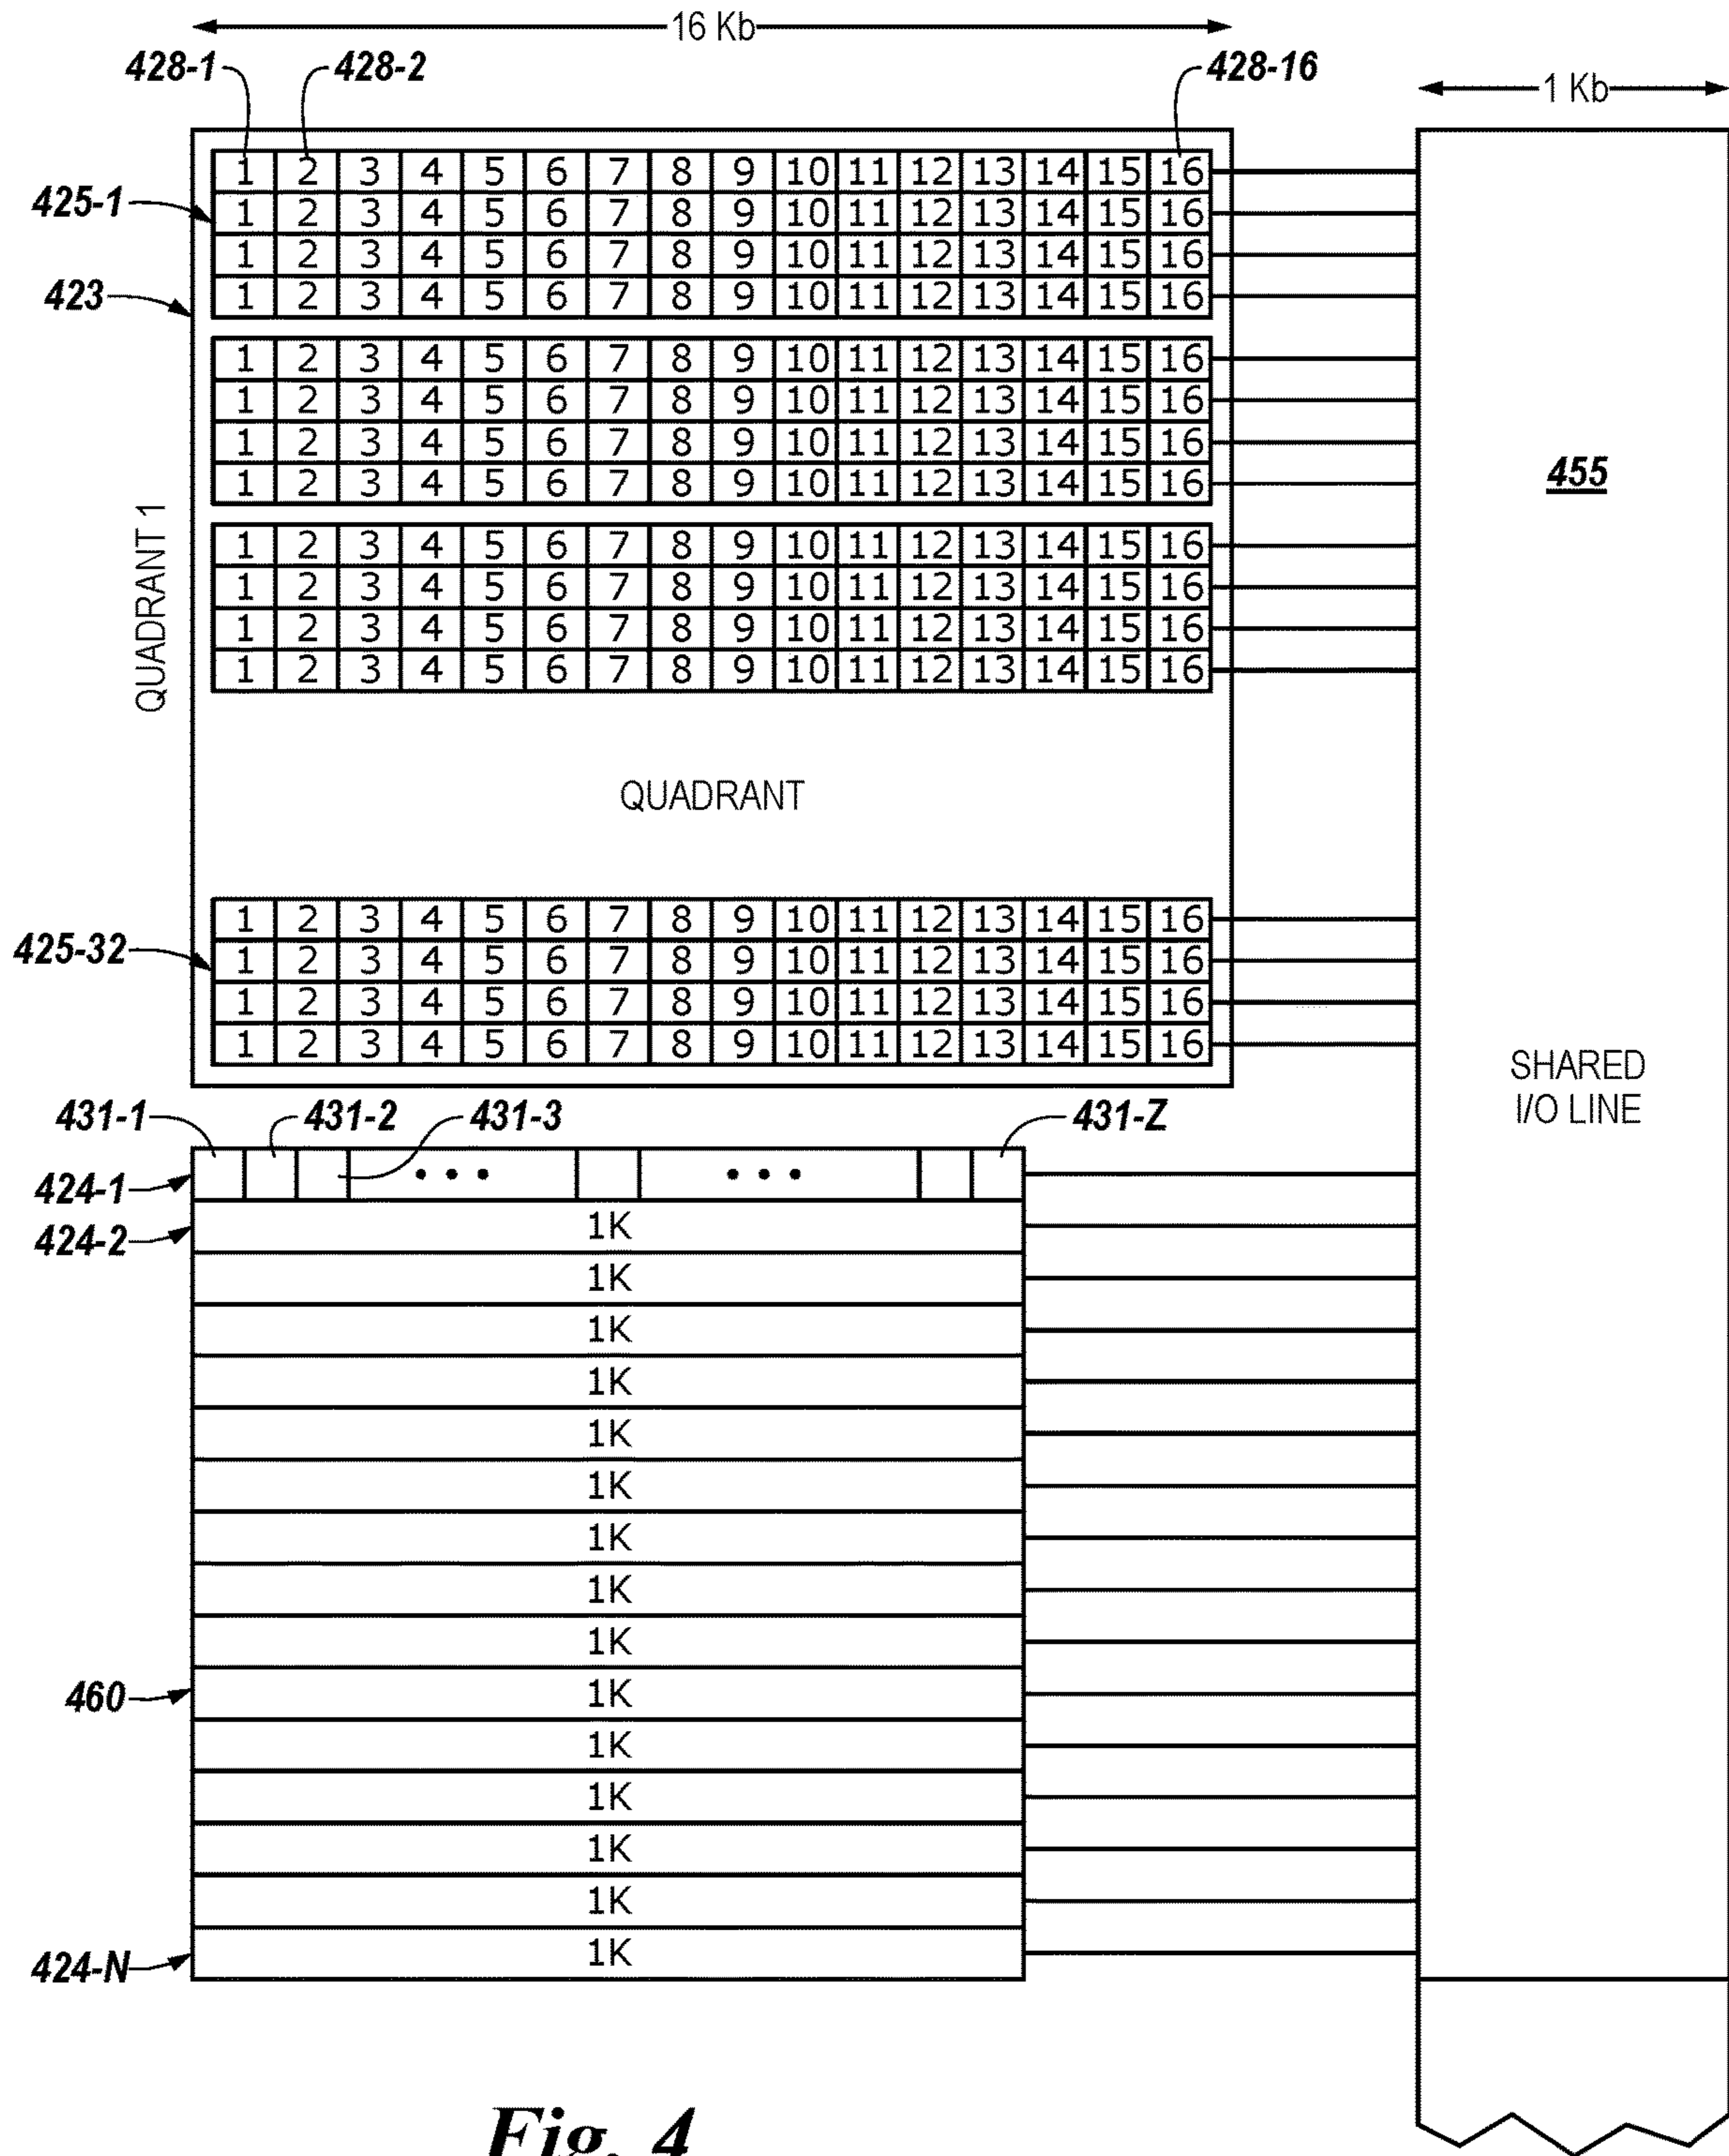 16 Kb
428-1 428-2 428-16
1 Kb
1 2 3 4 5 6 7 8 9 10 11 12 13 14 15 16
425-1
1 2 3 4 5 6 7 8 9 10 11 12 13 14 15 16
1 2 3 4 5 6 7 8 9 10 11 12 13 14 15 16
423
1 2 3 4 5 6 7 8 9 10 11 12 13 14 15 16
1 2 3 4 5 6 7 8 9 10 11 12 13 14 15 16
1 2 3 4 5 6 7 8 9 10 11 12 13 14 15 16
1 2 3 4 5 6 7 8 9 10 11 12 13 14 15 16
1 2 3 4 5 6 7 8 9 10 11 12 13 14 15 16
455
1 2 3 4 5 6 7 8 9 10 11 12 13 14 15 16
1 2 3 4 5 6 7 8 9 10 11 12 13 14 15 16
1 2 3 4 5 6 7 8 9 10 11 12 13 14 15 16
1 2 3 4 5 6 7 8 9 10 11 12 13 14 15 16
QUADRANT 1
QUADRANT
1 2 3 4 5 6 7 8 9 10 11 12 13 14 15 16
425-32
1 2 3 4 5 6 7 8 9 10 11 12 13 14 15 16
1 2 3 4 5 6 7 8 9 10 11 12 13 14 15 16
1 2 3 4 5 6 7 8 9 10 11 12 13 14 15 16
SHARED
I/O LINE
431-1 431-2 431-3 431-Z
424-1
• • • • • •
424-2
1K
1K
1K
1K
1K
1K
1K
1K
1K
460
1K
1K
1K
1K
1K
424-N
1K
Fig. 4